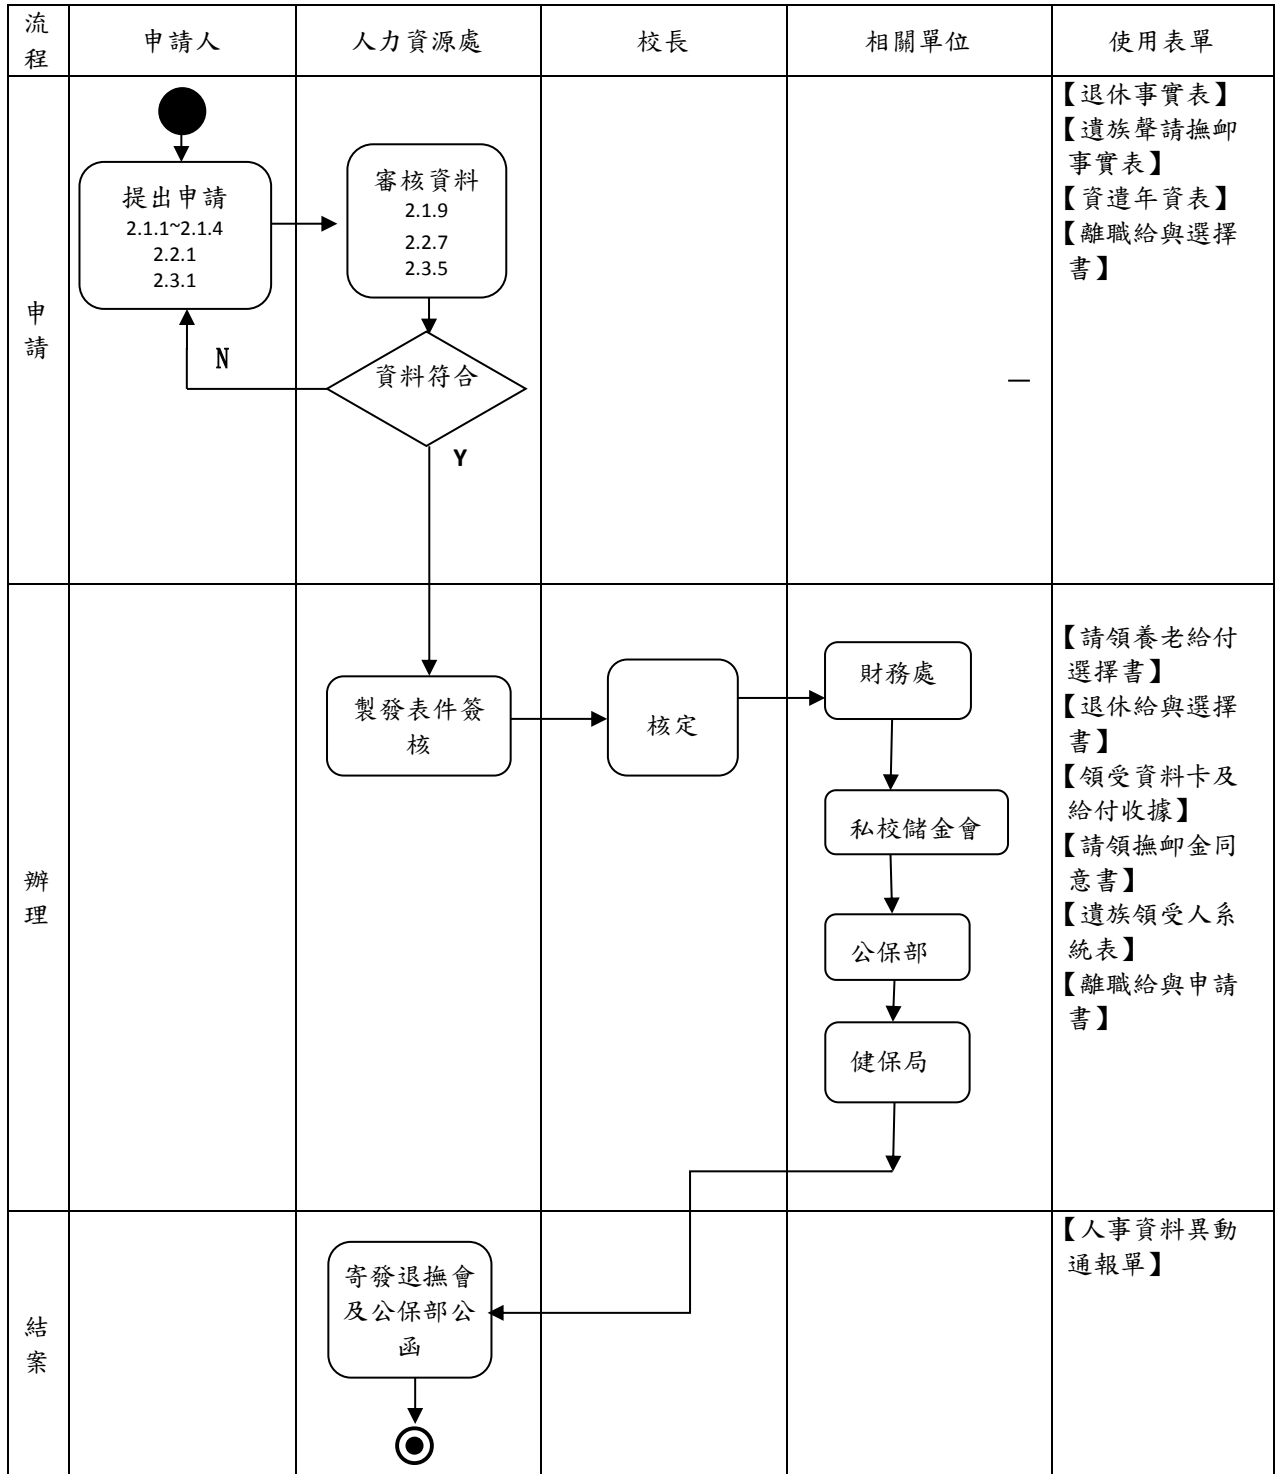 流程
申請人
人力資源處
校長
相關單位
使用表單
申請
提出申請
2.1.1~2.1.4
2.2.1
2.3.1
審核資料
2.1.9
2.2.7
2.3.5
資料符合
N
Y
【退休事實表】
【遺族聲請撫卹
事實表】
【資遣年資表】
【離職給與選擇
書】
辦理
製發表件簽
核
核定
財務處
私校儲金會
公保部
健保局
【請領養老給付
選擇書】
【退休給與選擇
書】
【領受資料卡及
給付收據】
【請領撫卹金同
意書】
【遺族領受人系
統表】
【離職給與申請
書】
結案
寄發退撫會
及公保部公
函
【人事資料異動
通報單】